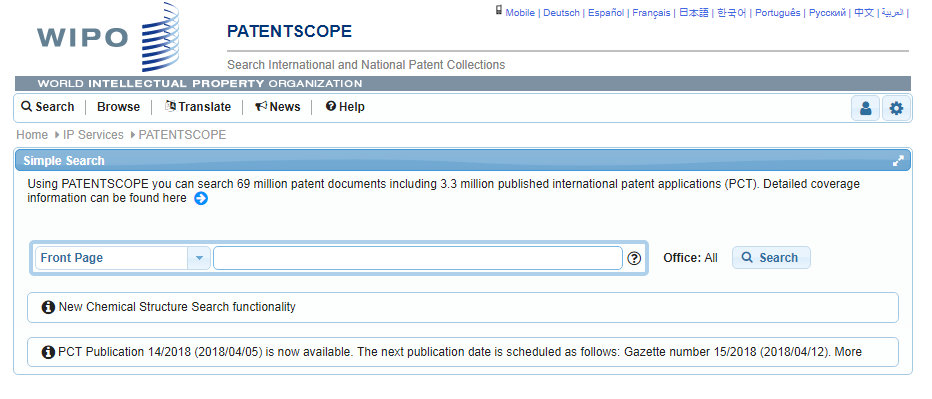 WIPO
Mobile | Deutsch | Español | Français | 日本語 | 한국어 | Português | Русский | 中文 | العربية |
PATENTSCOPE
Search International and National Patent Collections
WORLD INTELLECTUAL PROPERTY ORGANIZATION
Search Browse Translate News Help
Home IP Services PATENTSCOPE
Simple Search
Using PATENTSCOPE you can search 69 million patent documents including 3.3 million published international patent applications (PCT). Detailed coverage
information can be found here
Front Page Office: All Search
New Chemical Structure Search functionality
PCT Publication 14/2018 (2018/04/05) is now available. The next publication date is scheduled as follows: Gazette number 15/2018 (2018/04/12). More